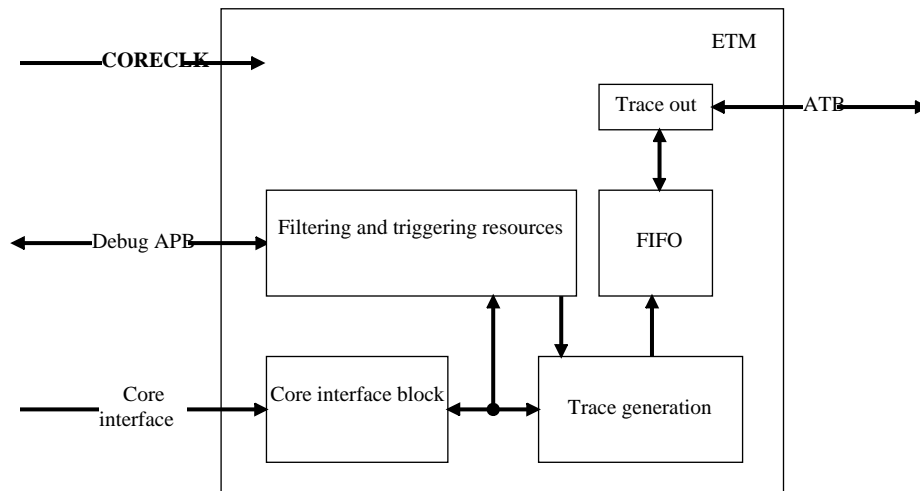 ETM
CORECLK
Trace out
ATB
Filtering and triggering resources
Debug APB
FIFO
Core interface block
Core
interface
Trace generation